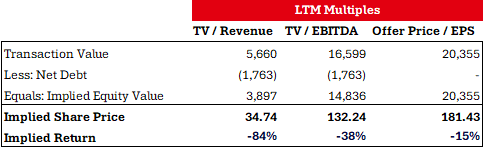 LTM Multiples
TV / Revenue TV / EBITDA Offer Price / EPS
Transaction Value 5,660 16,599 20,355
Less: Net Debt (1,763) (1,763) -
Equals: Implied Equity Value 3,897 14,836 20,355
Implied Share Price 34.74 132.24 181.43
Implied Return -84% -38% -15%